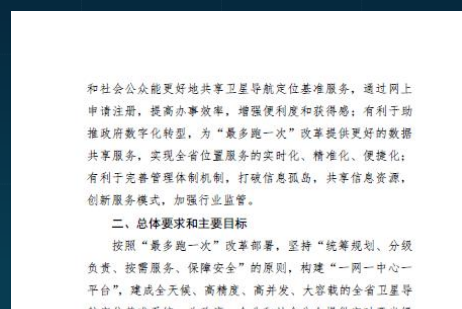 和社会公众能更好地共享卫星导航定位基准服务，通过网上
申请注册，提高办事效率，增强便利度和获得感；有利于助
推政府数字化转型，为“最多跑一次”改革提供更好的数据
共享服务，实现全省位置服务的实时化、精准化、便捷化；
有利于完善管理体制机制，打破信息孤岛，共享信息资源，
创新服务模式，加强行业监管。
二、总体要求和主要目标
按照“最多跑一次”改革部署，坚持“统筹规划、分级
负责、按需服务、保障安全”的原则，构建“一网一中心一
平台”，建成全天候、高精度、高并发、大容载的全省卫星导